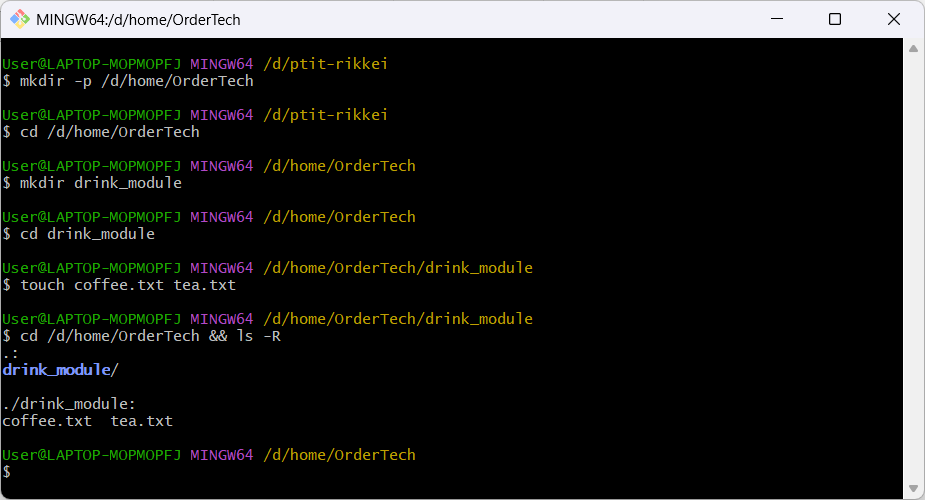 MINGW64:/d/home/OrderTech
User@LAPTOP-MOPMOPFJ MINGW64 /d/ptit-rikkei
$ mkdir -p /d/home/OrderTech
User@LAPTOP-MOPMOPFJ MINGW64 /d/ptit-rikkei
$ cd /d/home/OrderTech
User@LAPTOP-MOPMOPFJ MINGW64 /d/home/OrderTech
$ mkdir drink_module
User@LAPTOP-MOPMOPFJ MINGW64 /d/home/OrderTech
$ cd drink_module
User@LAPTOP-MOPMOPFJ MINGW64 /d/home/OrderTech/drink_module
$ touch coffee.txt tea.txt
User@LAPTOP-MOPMOPFJ MINGW64 /d/home/OrderTech/drink_module
$ cd /d/home/OrderTech && ls -R
.:
drink_module/
./drink_module:
coffee.txt  tea.txt
User@LAPTOP-MOPMOPFJ MINGW64 /d/home/OrderTech
$